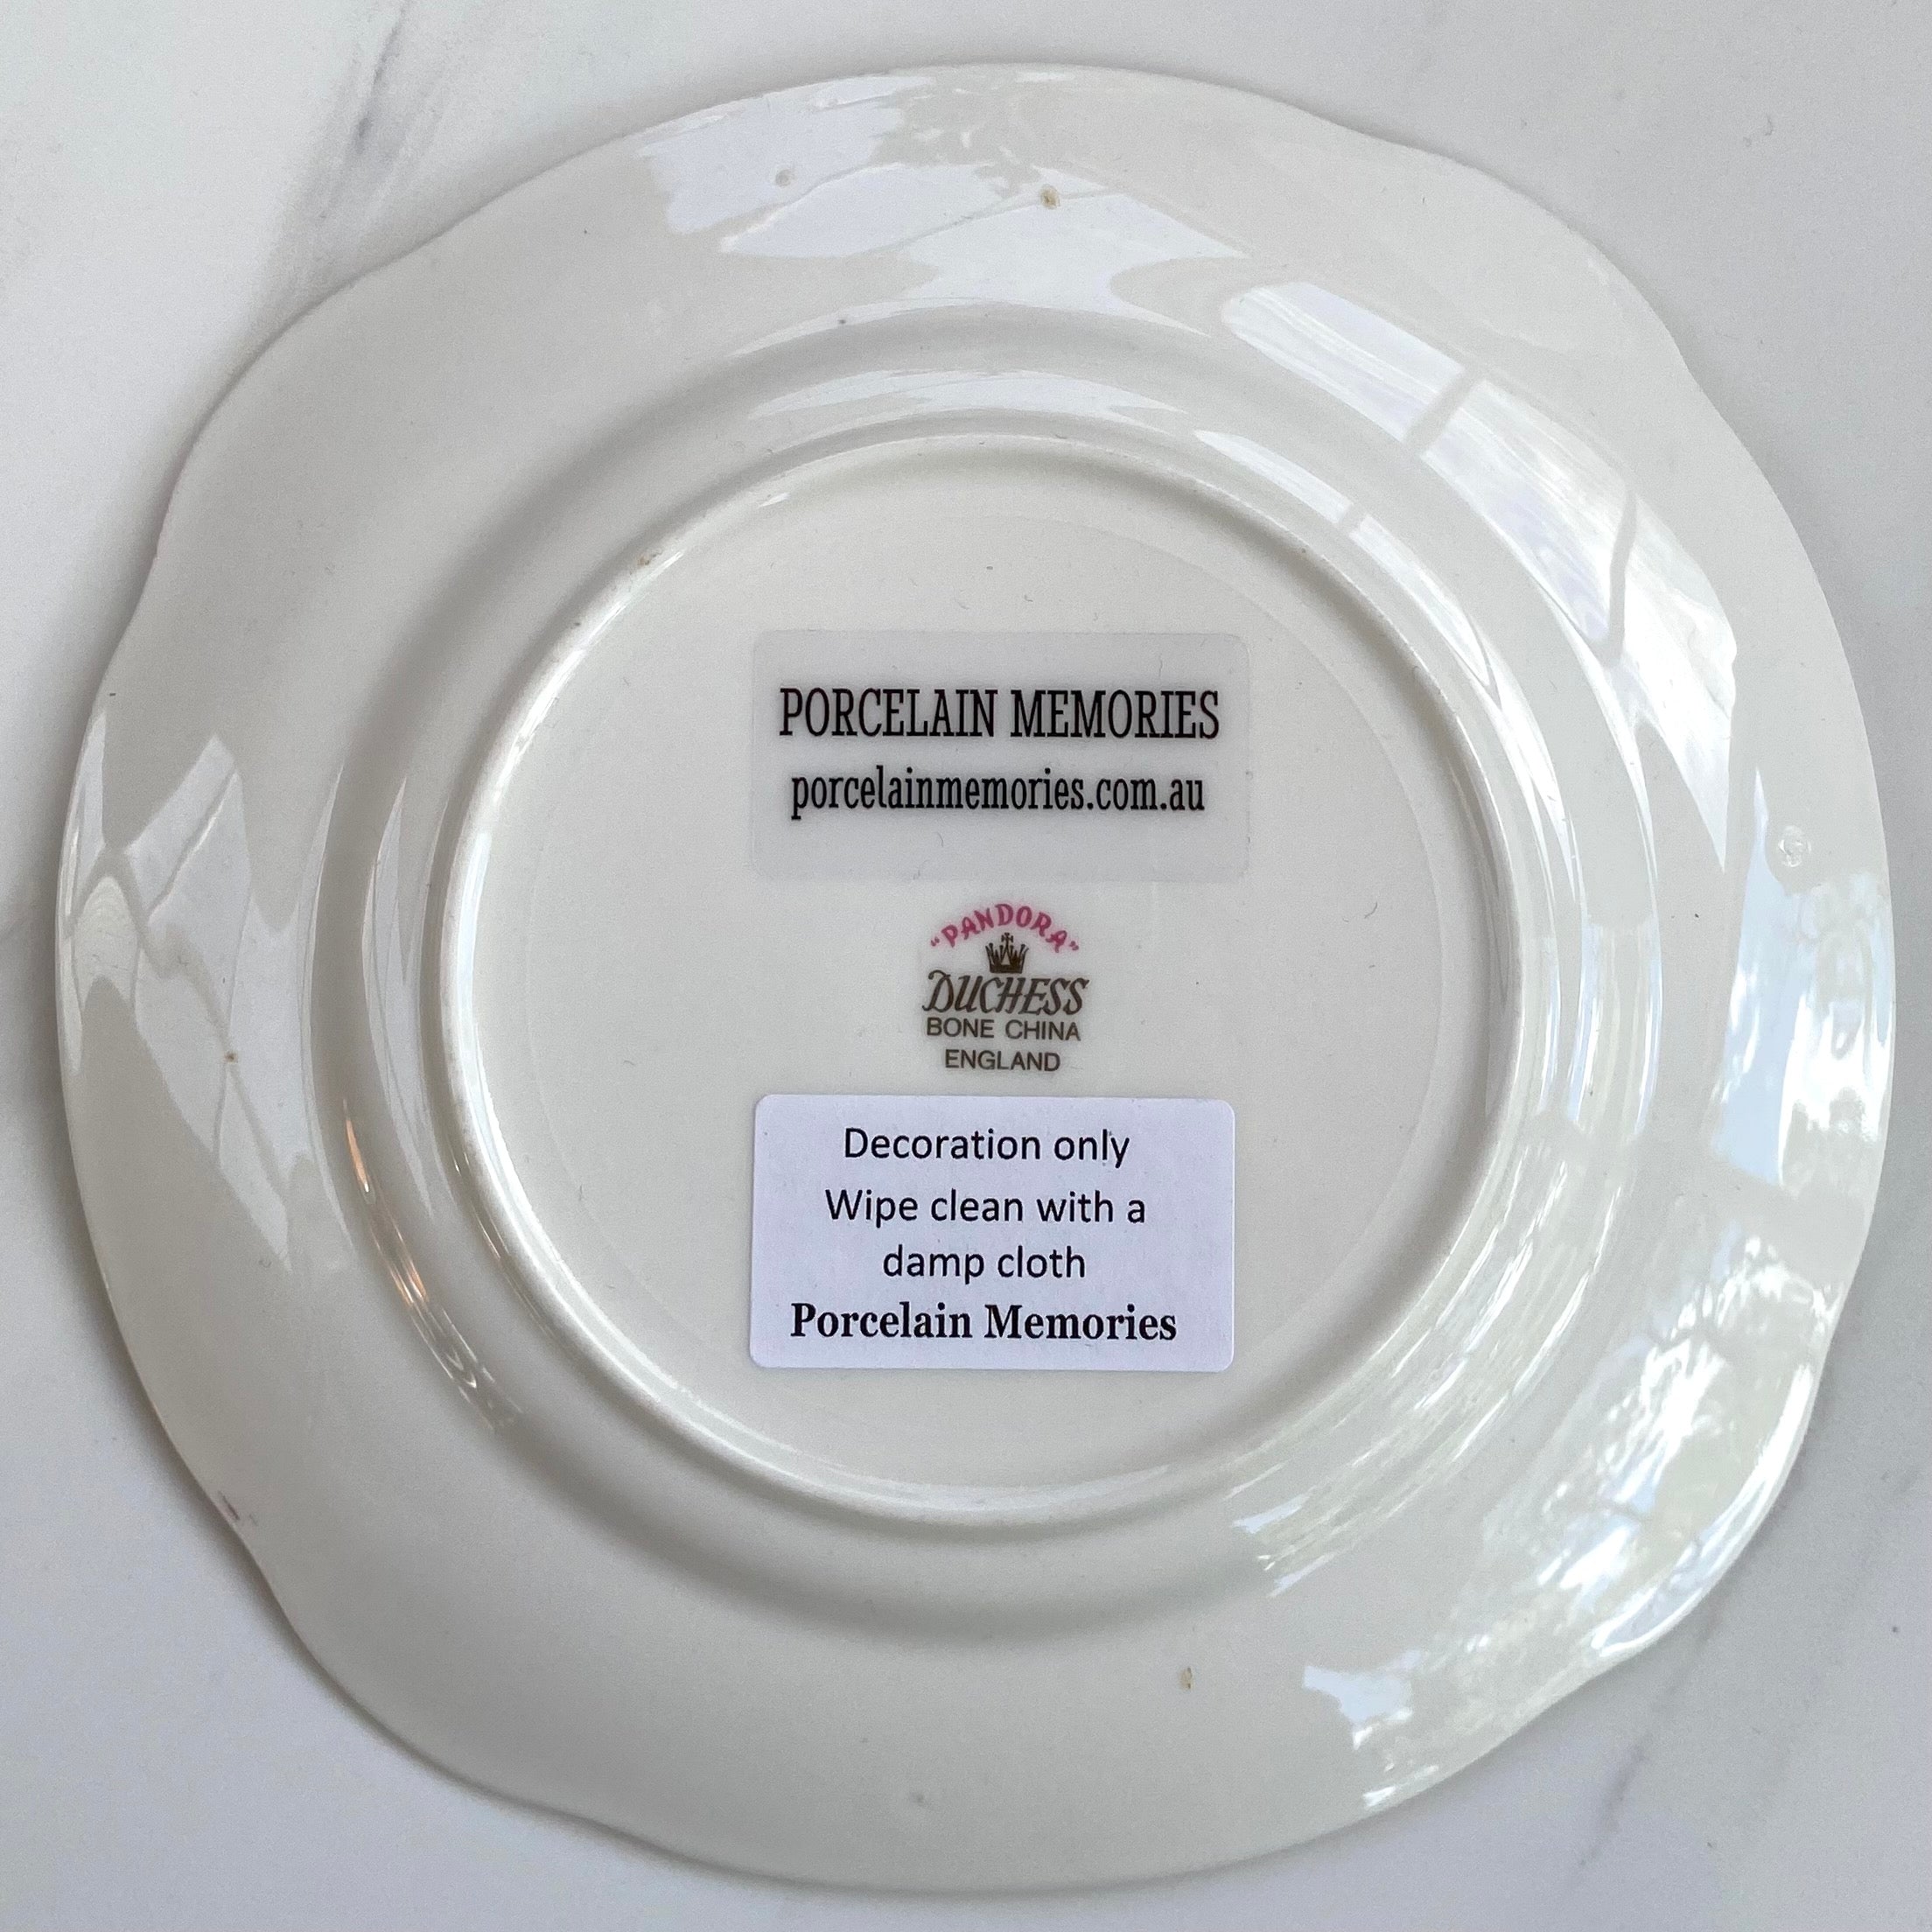 PORCELAIN MEMORIES
porcelainmemories.com.au
"PANDORA"
DUCHESS
BONE CHINA
ENGLAND
Decoration only
Wipe clean with a
damp cloth
Porcelain Memories